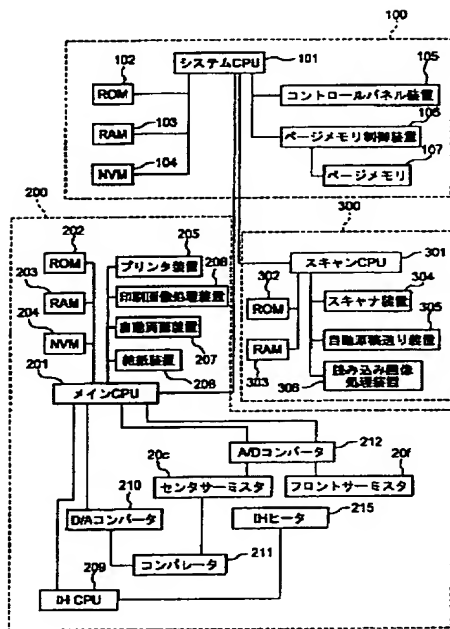 100
102
ROM
システムCPU
101
105
コントロールパネル装置
103
RAM
106
ページメモリ制御装置
104
NVM
107
ページメモリ
200
202
ROM
203
RAM
204
NVM
201
メインCPU
205
プリンタ装置
206
印刷画像処理装置
自動両面装置
207
給紙装置
208
300
スキャンCPU
301
302
ROM
304
スキャナ装置
RAM
303
305
自動原稿送り装置
306
読み込み画像
処理装置
A/Dコンバータ
212
20c
センタサーミスタ
20f
フロントサーミスタ
210
D/Aコンバータ
215
IHヒータ
コンパレータ
211
209
IH CPU